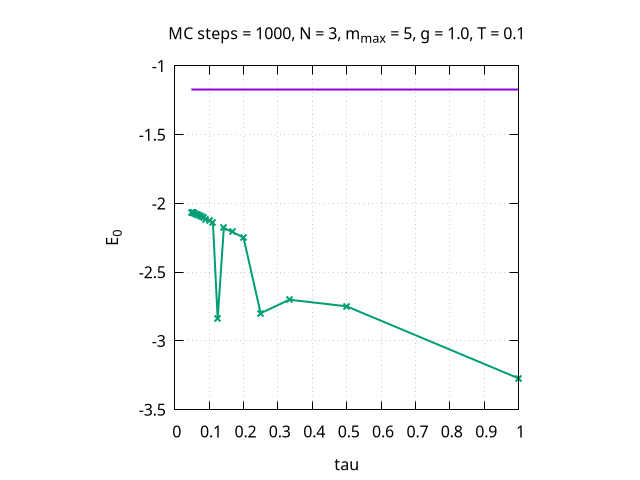 MC steps = 1000, N = 3, mmax = 5, g = 1.0, T = 0.1
-1
-1.5
-2
-2.5
-3
-3.5
E0
0 0.1 0.2 0.3 0.4 0.5 0.6 0.7 0.8 0.9 1
tau